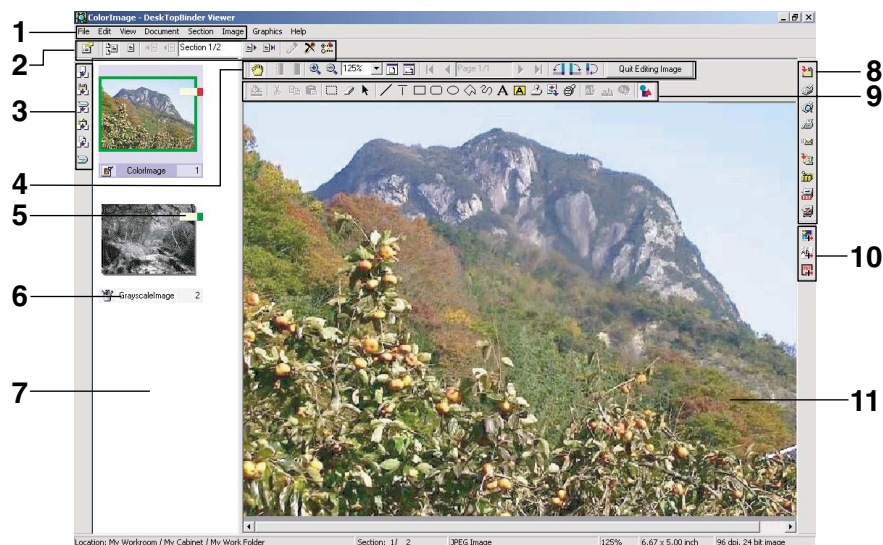 ColorImage - DeskTopBinder Viewer
File Edit View Document Section Image Graphics Help
Section 1/2
125%
Page 1/1
Quit Editing Image
ColorImage 1
GrayscaleImage 2
Location: My Workroom / My Cabinet / My Work Folder
Section: 1/ 2
JPEG Image
125%
6.67 x 5.00 inch
96 dpi, 24 bit image
1
2
3
4
5
6
7
8
9
10
11